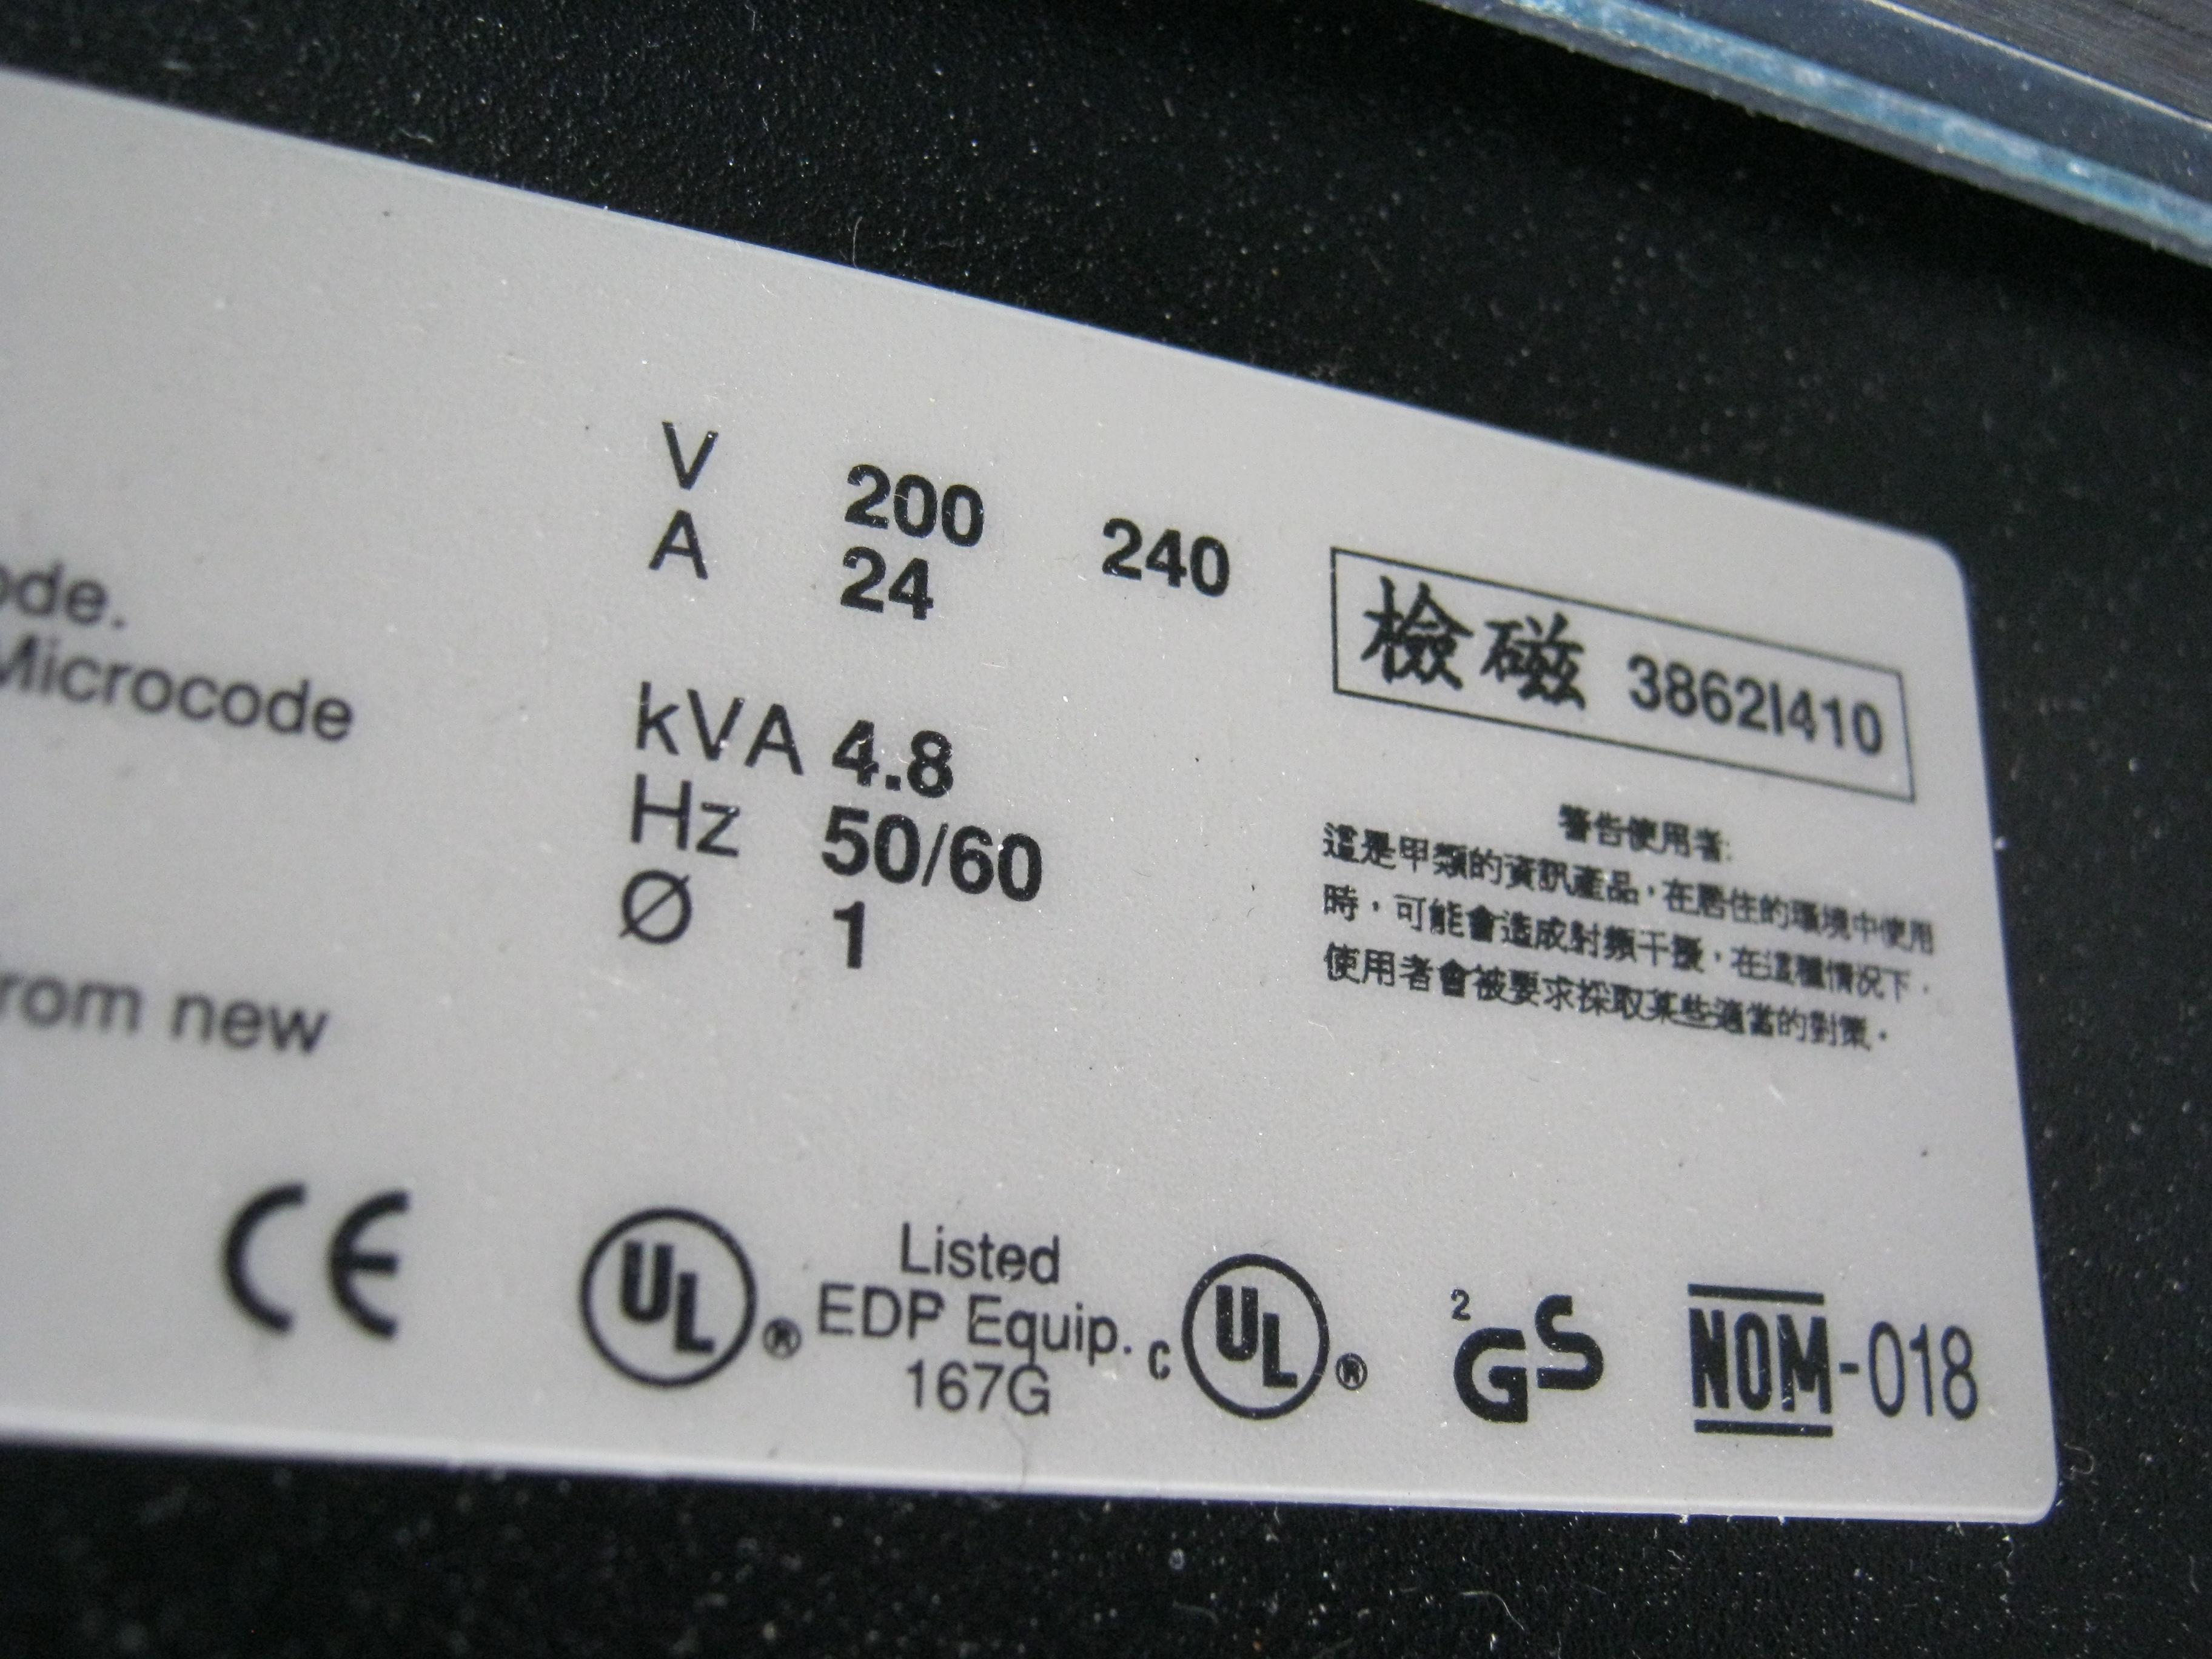 ode.
Microcode
rom new
V 200 240
A 24
kVA 4.8
Hz 50/60
Ø 1
檢磁 3862I410
警告使用者:
這是甲類的資訊產品,在居住的環境中使用
時,可能會造成射頻干擾,在這種情況下,
使用者會被要求採取某些適當的對策。
CE
UL ® Listed
EDP Equip.
167G
c UL ®
2 GS
NOM-018